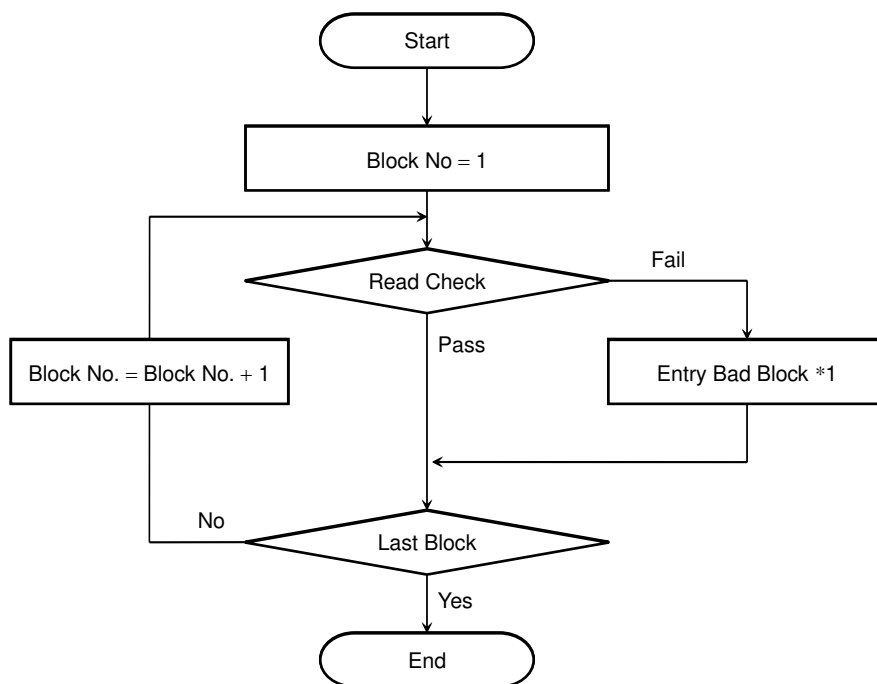 Start
Block No = 1
Read Check
Fail
Pass
Block No. = Block No. + 1
Entry Bad Block *1
No
Last Block
Yes
End